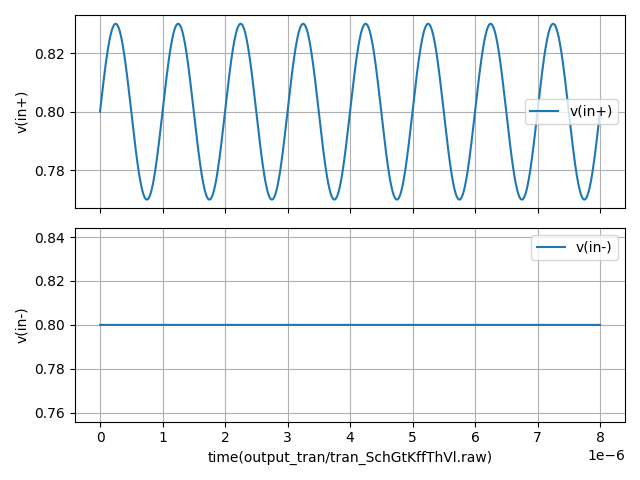 0.82
0.80
0.78
v(in+)
v(in+)
0.84
0.82
0.80
0.78
0.76
v(in-)
v(in-)
0 1 2 3 4 5 6 7 8
1e−6
time(output_tran/tran_SchGtKffThVl.raw)